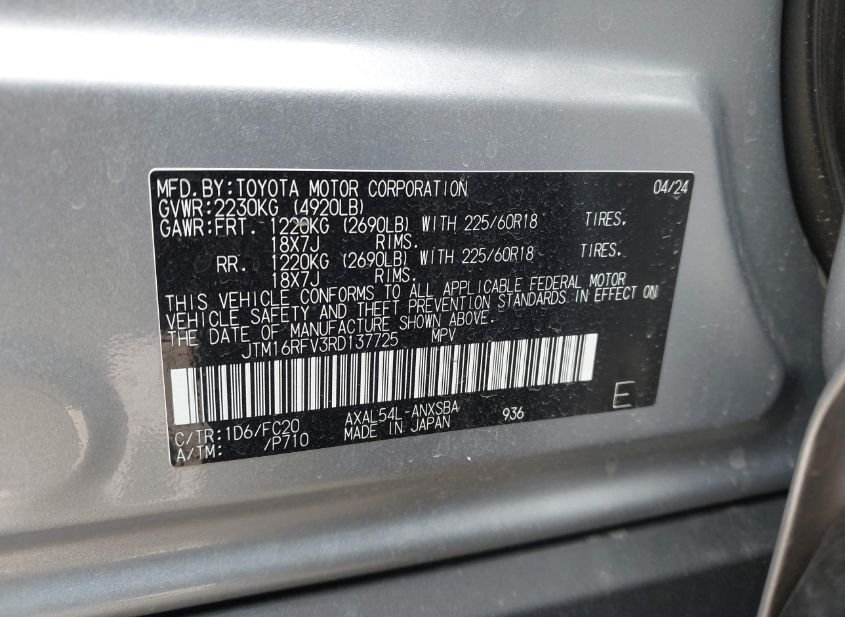 MFD.BY:TOYOTA MOTOR CORPORATION 04/24
GVWR:2230KG (4920LB)
GAWR:FRT. 1220KG (2690LB) WITH 225/60R18 TIRES.
18X7J RIMS.
RR. 1220KG (2690LB) WITH 225/60R18 TIRES.
18X7J RIMS.
THIS VEHICLE CONFORMS TO ALL APPLICABLE FEDERAL MOTOR
VEHICLE SAFETY AND THEFT PREVENTION STANDARDS IN EFFECT ON
THE DATE OF MANUFACTURE SHOWN ABOVE.
JTM16RFV3RD137725 MPV
C/TR:1D6/FC20 AXAL54L-ANXSBA 936 E
A/TM: /P710 MADE IN JAPAN